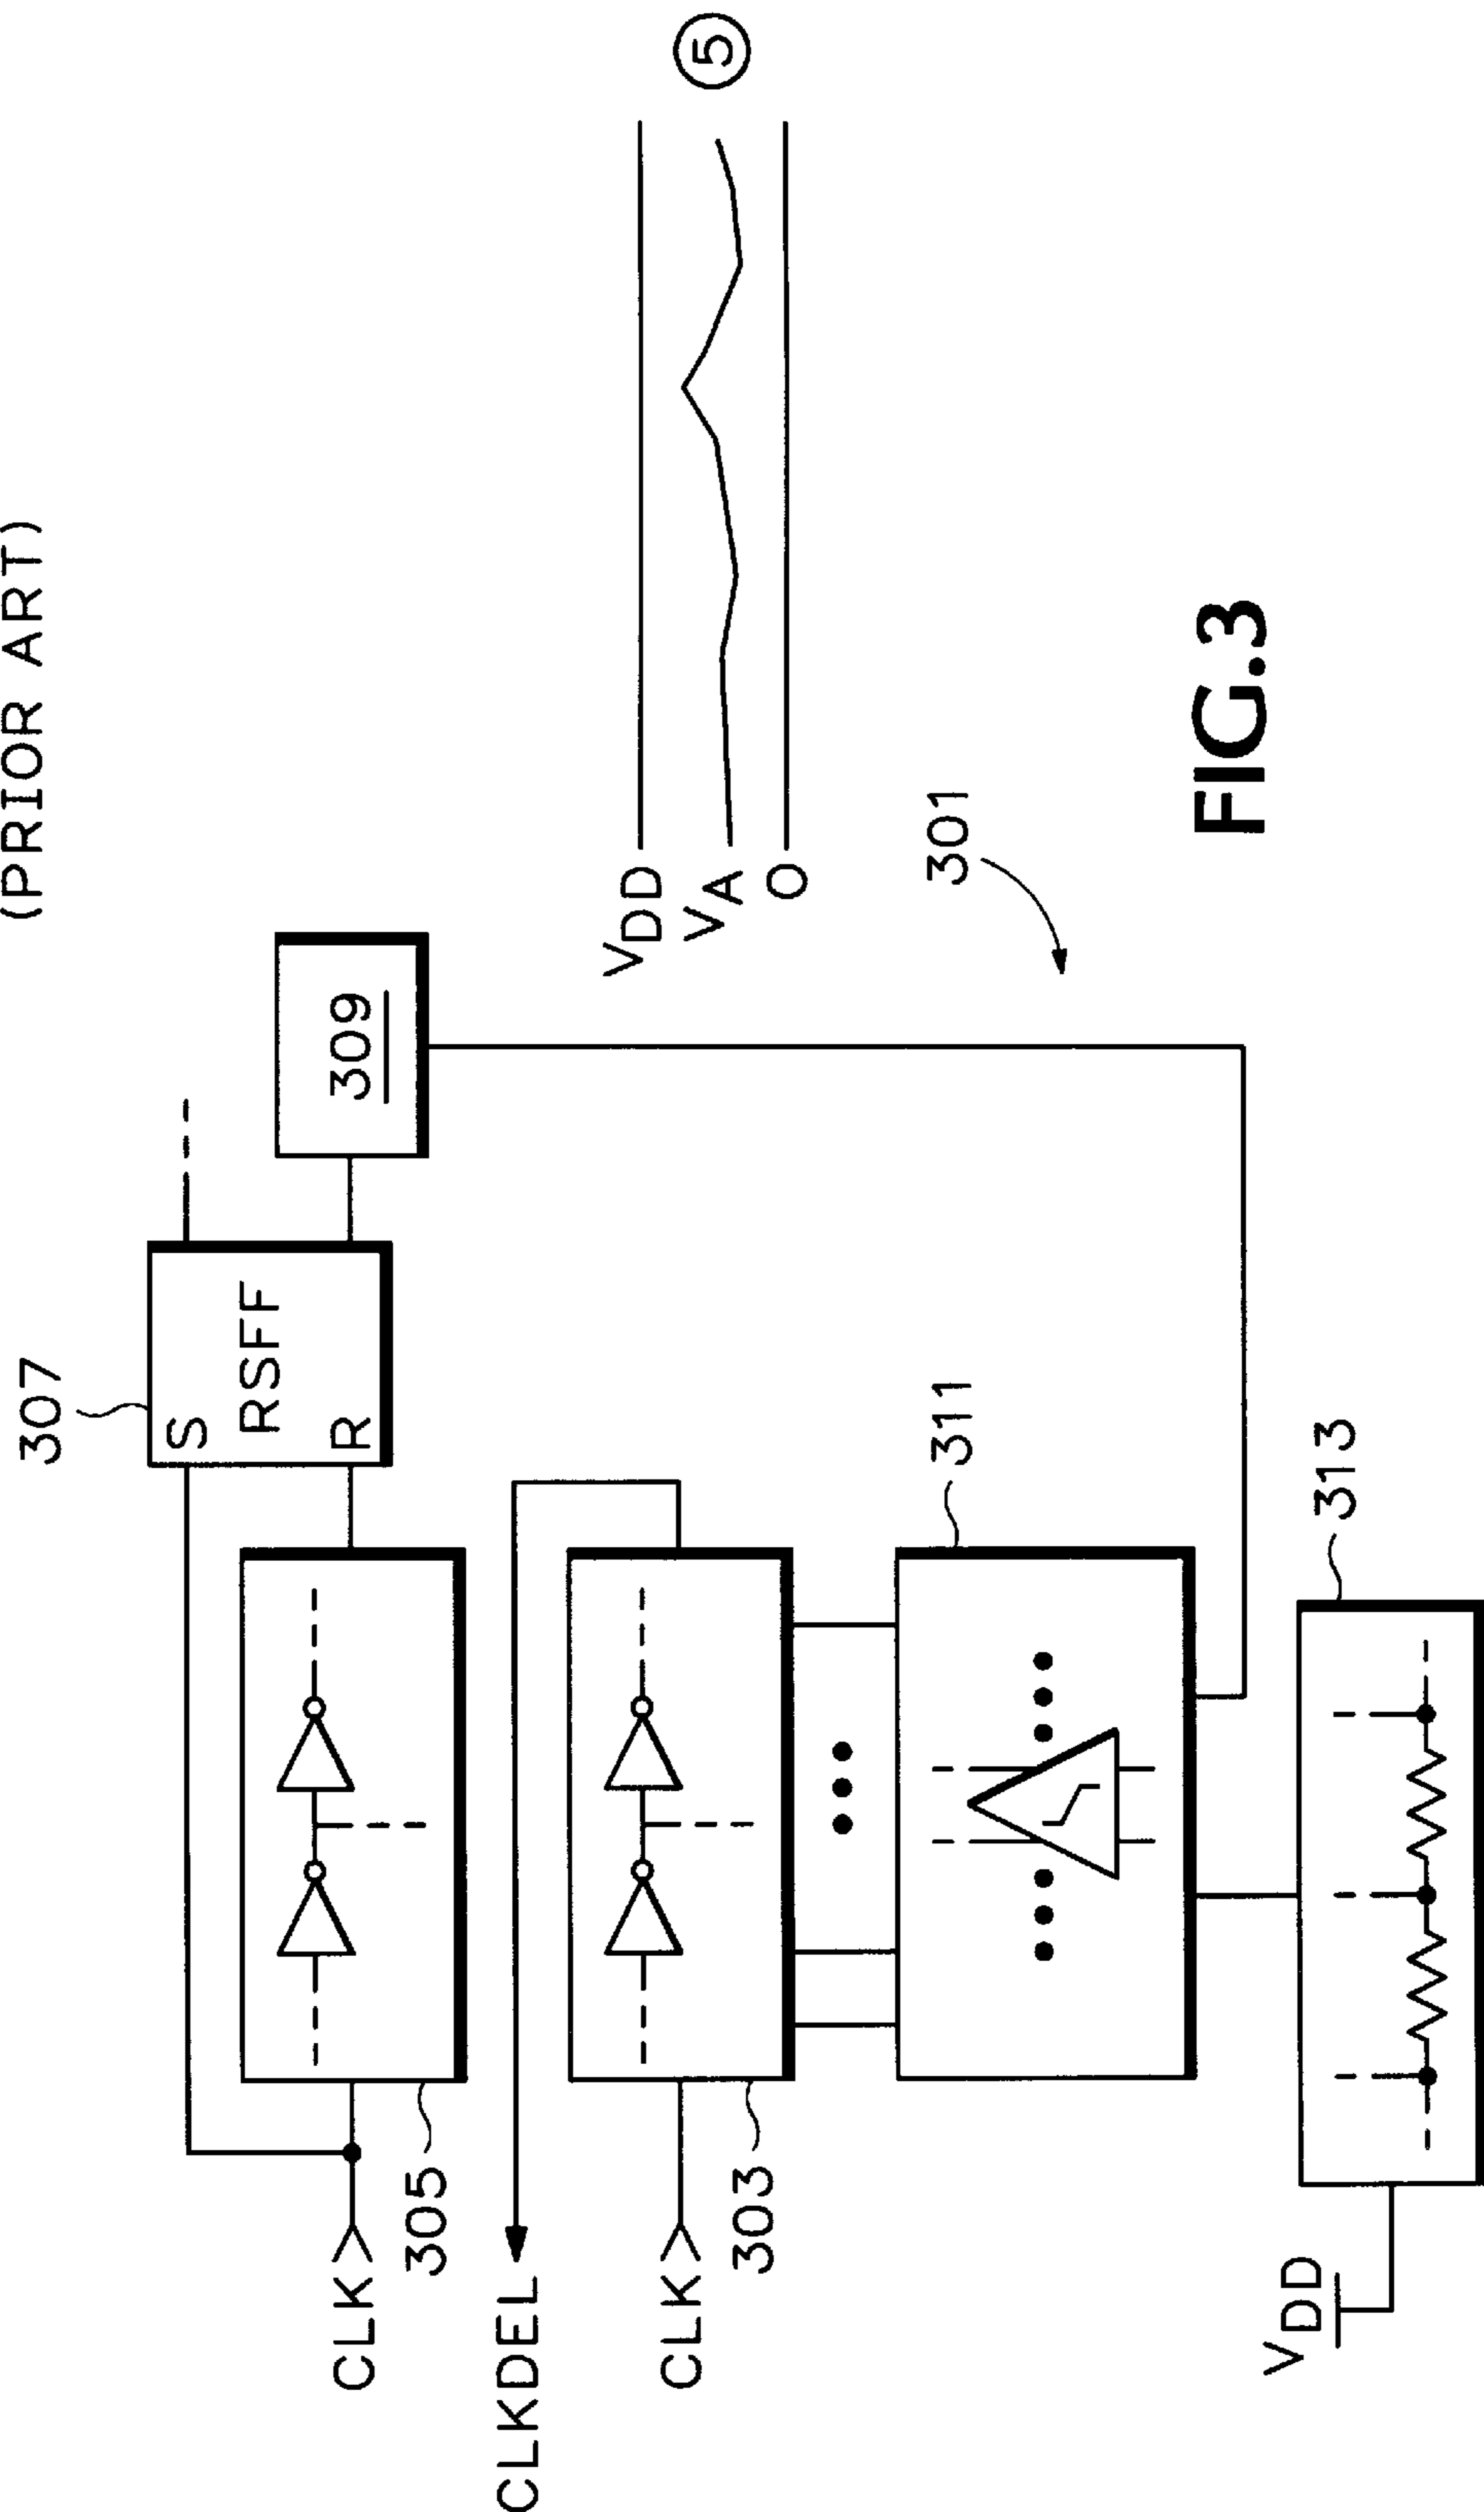 (PRIOR ART)
307
S
RSFF
R
309
CLK
305
CLKDEL
CLK
303
311
313
VDD
VDD
VA
0
5
301
FIG.3